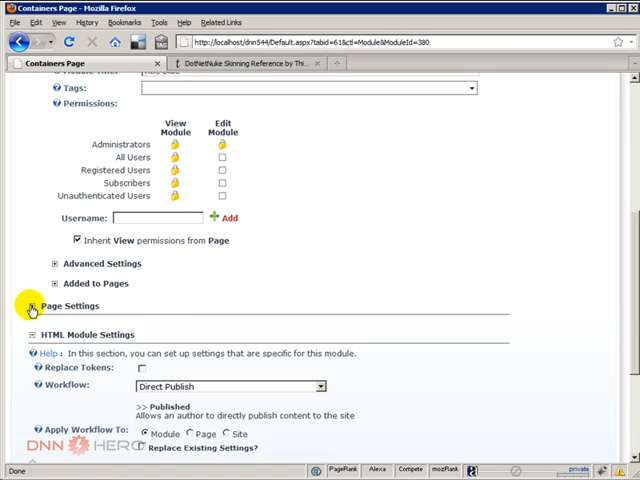 Containers Page - Mozilla Firefox
File Edit View History Bookmarks Tools Help Related Links
http://localhost/dnn544/Default.aspx?tabid=61&ctl=Module&ModuleId=380
Containers Page
DotNetNuke Skinning Reference by Thi...
Tags:
Permissions:
View Module
Edit Module
Administrators
All Users
Registered Users
Subscribers
Unauthenticated Users
Username:
Add
Inherit View permissions from Page
Advanced Settings
Added to Pages
Page Settings
HTML Module Settings
Help : In this section, you can set up settings that are specific for this module.
Replace Tokens:
Workflow: Direct Publish
>> Published
Allows an author to directly publish content to the site
Apply Workflow To: Module Page Site
Replace Existing Settings?
DNN HERO
Done PageRank Alexa Compete mozRank private